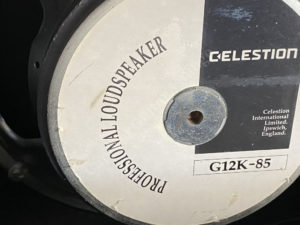 PROFESSIONAL LOUDSPEAKER
CELESTION
Celestion
International
Limited.
Ipswich,
England.
G12K-85